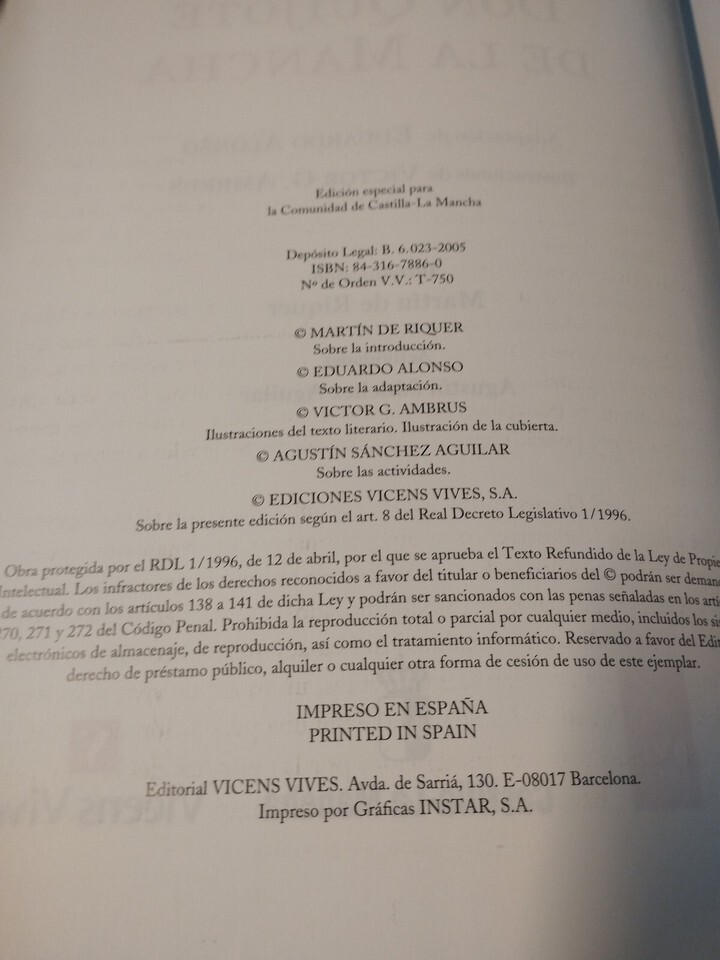 Edición especial para
la Comunidad de Castilla-La Mancha
Depósito Legal: B. 6.023-2005
ISBN: 84-316-7886-0
Nº de Orden V.V.: T-750
© MARTÍN DE RIQUER
Sobre la introducción.
© EDUARDO ALONSO
Sobre la adaptación.
© VICTOR G. AMBRUS
Ilustraciones del texto literario. Ilustración de la cubierta.
© AGUSTÍN SÁNCHEZ AGUILAR
Sobre las actividades.
© EDICIONES VICENS VIVES, S.A.
Sobre la presente edición según el art. 8 del Real Decreto Legislativo 1/1996.
Obra protegida por el RDL 1/1996, de 12 de abril, por el que se aprueba el Texto Refundido de la Ley de Propie
Intelectual. Los infractores de los derechos reconocidos a favor del titular o beneficiarios del © podrán ser deman
de acuerdo con los artículos 138 a 141 de dicha Ley y podrán ser sancionados con las penas señaladas en los artí
270, 271 y 272 del Código Penal. Prohibida la reproducción total o parcial por cualquier medio, incluidos los sis
electrónicos de almacenaje, de reproducción, así como el tratamiento informático. Reservado a favor del Edit
derecho de préstamo público, alquiler o cualquier otra forma de cesión de uso de este ejemplar.
IMPRESO EN ESPAÑA
PRINTED IN SPAIN
Editorial VICENS VIVES. Avda. de Sarriá, 130. E-08017 Barcelona.
Impreso por Gráficas INSTAR, S.A.